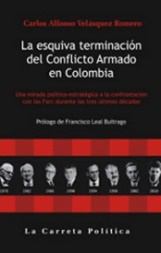 Carlos Alfonso Velásquez Romero
La esquiva terminación
del Conflicto Armado
en Colombia
Una mirada político-estratégica a la confrontación
con las Farc durante las tres últimas décadas
Prólogo de Francisco Leal Buitrago
La Carreta Política